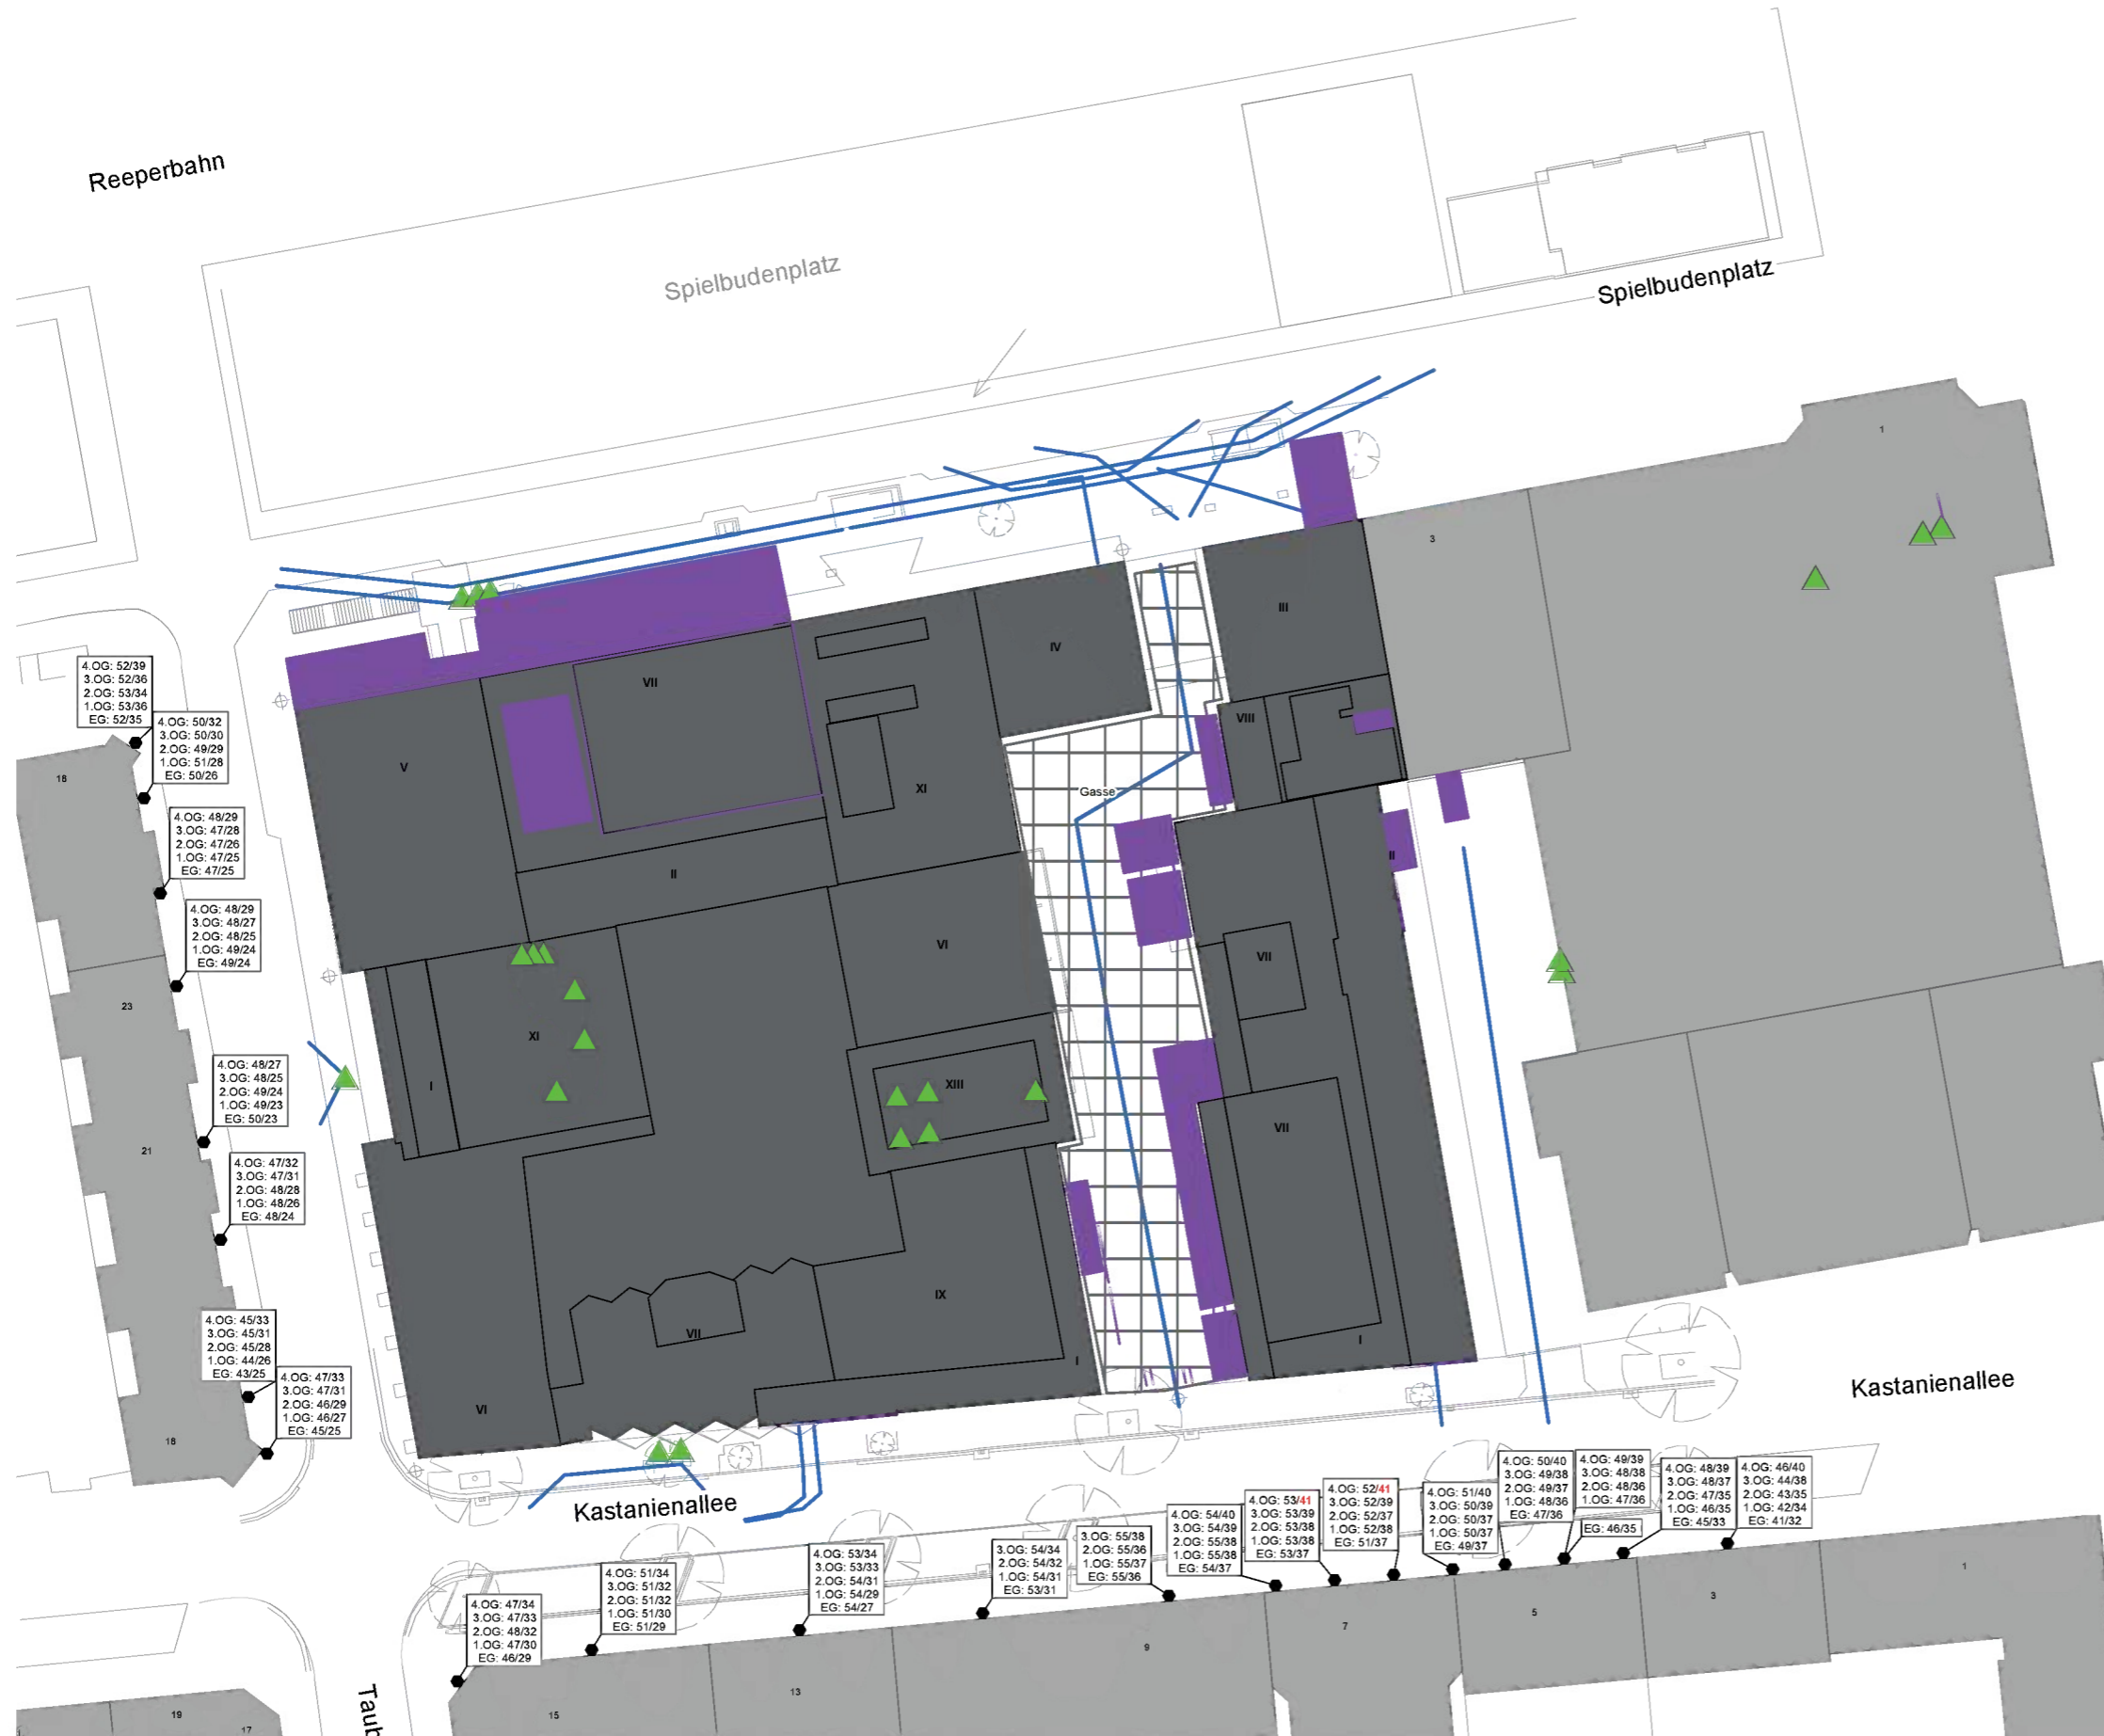 Reeperbahn
Spielbudenplatz
Spielbudenplatz
1
3
III
IV
VII
VIII
V
XI
Gasse
II
II
VI
VII
XI
I
XIII
VII
IX
VII
I
I
VI
4.OG: 52/39
3.OG: 52/36
2.OG: 53/34
1.OG: 53/36
EG: 52/35
4.OG: 50/32
3.OG: 50/30
2.OG: 49/29
1.OG: 51/28
EG: 50/26
18
4.OG: 48/29
3.OG: 47/28
2.OG: 47/26
1.OG: 47/25
EG: 47/25
4.OG: 48/29
3.OG: 48/27
2.OG: 48/25
1.OG: 49/24
EG: 49/24
23
4.OG: 48/27
3.OG: 48/25
2.OG: 49/24
1.OG: 49/23
EG: 50/23
21
4.OG: 47/32
3.OG: 47/31
2.OG: 48/28
1.OG: 48/26
EG: 48/24
4.OG: 45/33
3.OG: 45/31
2.OG: 45/28
1.OG: 44/26
EG: 43/25
4.OG: 47/33
3.OG: 47/31
2.OG: 46/29
1.OG: 46/27
EG: 45/25
18
Kastanienallee
Kastanienallee
4.OG: 47/34
3.OG: 47/33
2.OG: 48/32
1.OG: 47/30
EG: 46/29
4.OG: 51/34
3.OG: 51/32
2.OG: 51/32
1.OG: 51/30
EG: 51/29
4.OG: 53/34
3.OG: 53/33
2.OG: 54/31
1.OG: 54/29
EG: 54/27
3.OG: 54/34
2.OG: 54/32
1.OG: 54/31
EG: 53/31
3.OG: 55/38
2.OG: 55/36
1.OG: 55/37
EG: 55/36
4.OG: 54/40
3.OG: 54/39
2.OG: 55/38
1.OG: 55/38
EG: 54/37
4.OG: 53/41
3.OG: 53/39
2.OG: 53/38
1.OG: 53/38
EG: 53/37
4.OG: 52/41
3.OG: 52/39
2.OG: 52/37
1.OG: 52/38
EG: 51/37
4.OG: 51/40
3.OG: 50/39
2.OG: 50/37
1.OG: 50/37
EG: 49/37
4.OG: 50/40
3.OG: 49/38
2.OG: 49/37
1.OG: 48/36
EG: 47/36
4.OG: 49/39
3.OG: 48/38
2.OG: 48/36
1.OG: 47/36
EG: 46/35
4.OG: 48/39
3.OG: 48/37
2.OG: 47/35
1.OG: 46/35
EG: 45/33
4.OG: 46/40
3.OG: 44/38
2.OG: 43/35
1.OG: 42/34
EG: 41/32
1
3
5
7
9
13
15
19
17
Taub